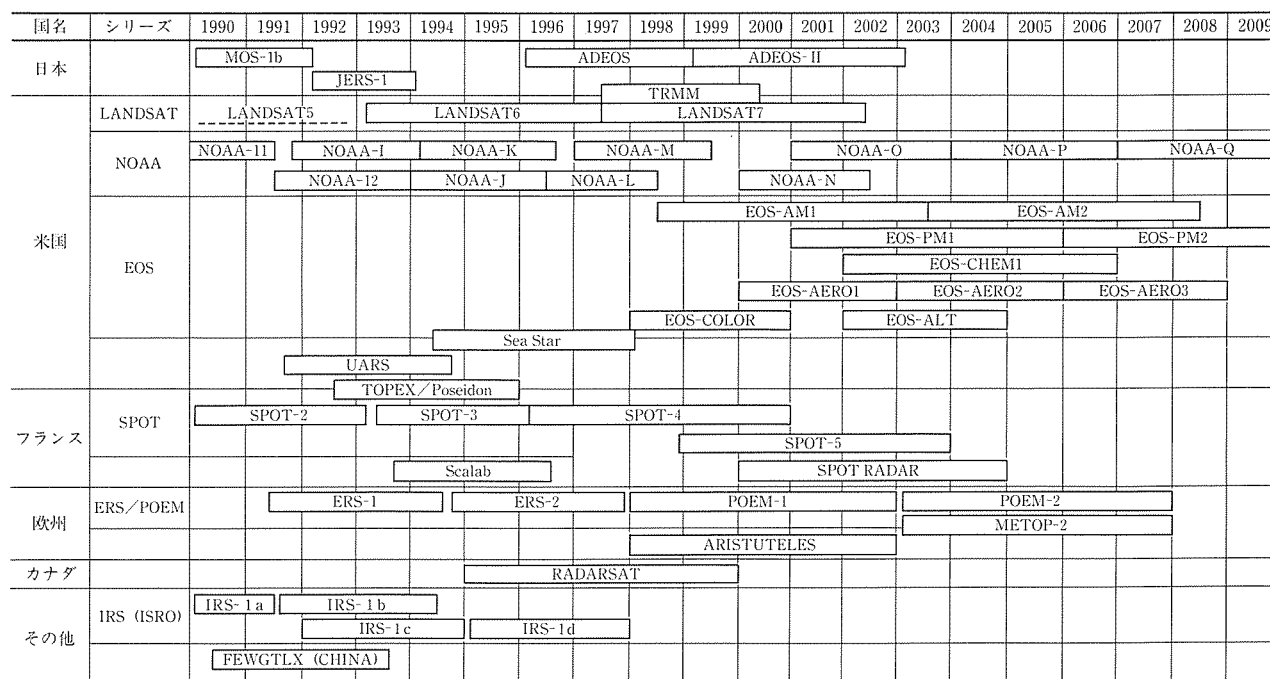 国名 シリーズ 1990 1991 1992 1993 1994 1995 1996 1997 1998 1999 2000 2001 2002 2003 2004 2005 2006 2007 2008 2009
日本 MOS-1b ADEOS ADEOS-II
JERS-1
TRMM
米国 LANDSAT LANDSAT5 LANDSAT6 LANDSAT7
NOAA NOAA-11 NOAA-I NOAA-K NOAA-M NOAA-O NOAA-P NOAA-Q
NOAA-12 NOAA-J NOAA-L NOAA-N
EOS EOS-AM1 EOS-AM2
EOS-PM1 EOS-PM2
EOS-CHEM1
EOS-AERO1 EOS-AERO2 EOS-AERO3
EOS-COLOR EOS-ALT
Sea Star
UARS
TOPEX／Poseidon
フランス SPOT SPOT-2 SPOT-3 SPOT-4
SPOT-5
Scalab SPOT RADAR
欧州 ERS／POEM ERS-1 ERS-2 POEM-1 POEM-2
METOP-2
ARISTUTELES
カナダ RADARSAT
その他 IRS (ISRO) IRS-1a IRS-1b
IRS-1c IRS-1d
FEWGTLX (CHINA)